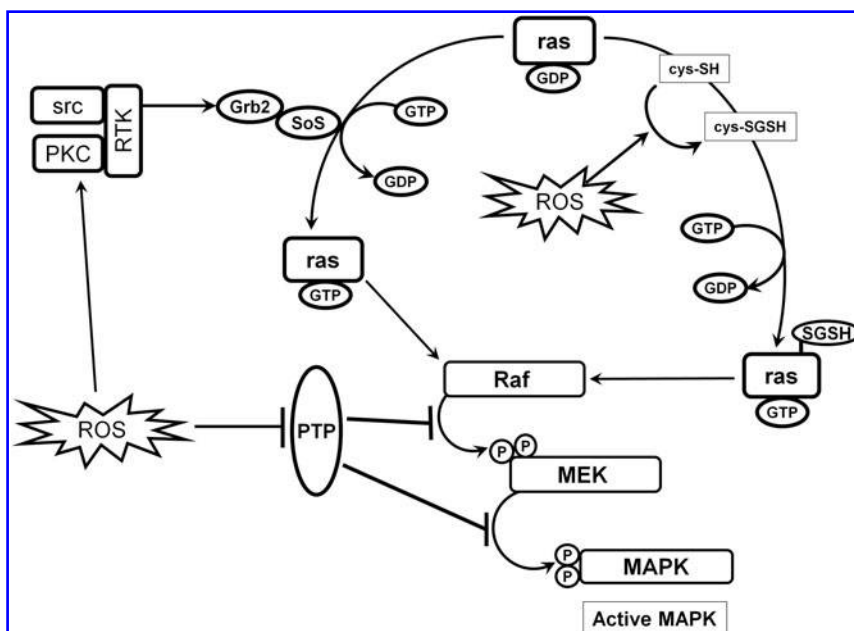 ras
GDP
cys-SH
src
RTK
Grb2
SoS
GTP
cys-SGSH
PKC
GDP
ROS
GTP
ras
GTP
GDP
SGSH
Raf
ras
GTP
ROS
PTP
P
P
MEK
P
P
MAPK
Active MAPK